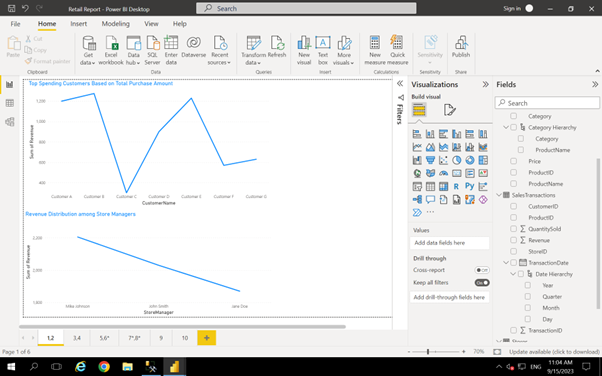 Retail Report - Power BI Desktop
Search
Sign in
File
Home
Insert
Modeling
View
Help
Paste
Cut
Copy
Format painter
Clipboard
Get data
Excel workbook
Data hub
SQL Server
Enter data
Dataverse
Recent sources
Data
Transform data
Refresh
Queries
New visual
Text box
More visuals
Insert
New measure
Quick measure
Calculations
Sensitivity
Sensitivity
Publish
Share
Top Spending Customers Based on Total Purchase Amount
Sum of Revenue
1,200
1,000
800
600
400
Customer A
Customer B
Customer C
Customer D
Customer E
Customer F
Customer G
CustomerName
Revenue Distribution among Store Managers
Sum of Revenue
2,200
2,000
1,800
Mike Johnson
John Smith
Jane Doe
StoreManager
Filters
Visualizations
Build visual
Values
Add data fields here
Drill through
Cross-report
Off
Keep all filters
On
Add drill-through fields here
Fields
Search
Category
Category Hierarchy
Category
ProductName
Price
ProductID
ProductName
SalesTransactions
CustomerID
ProductID
QuantitySold
Revenue
StoreID
TransactionDate
Date Hierarchy
Year
Quarter
Month
Day
TransactionID
1.2
3.4
5,6*
7*,8*
9
10
Page 1 of 6
70%
Update available (click to download)
ENG
11:04 AM
9/15/2023